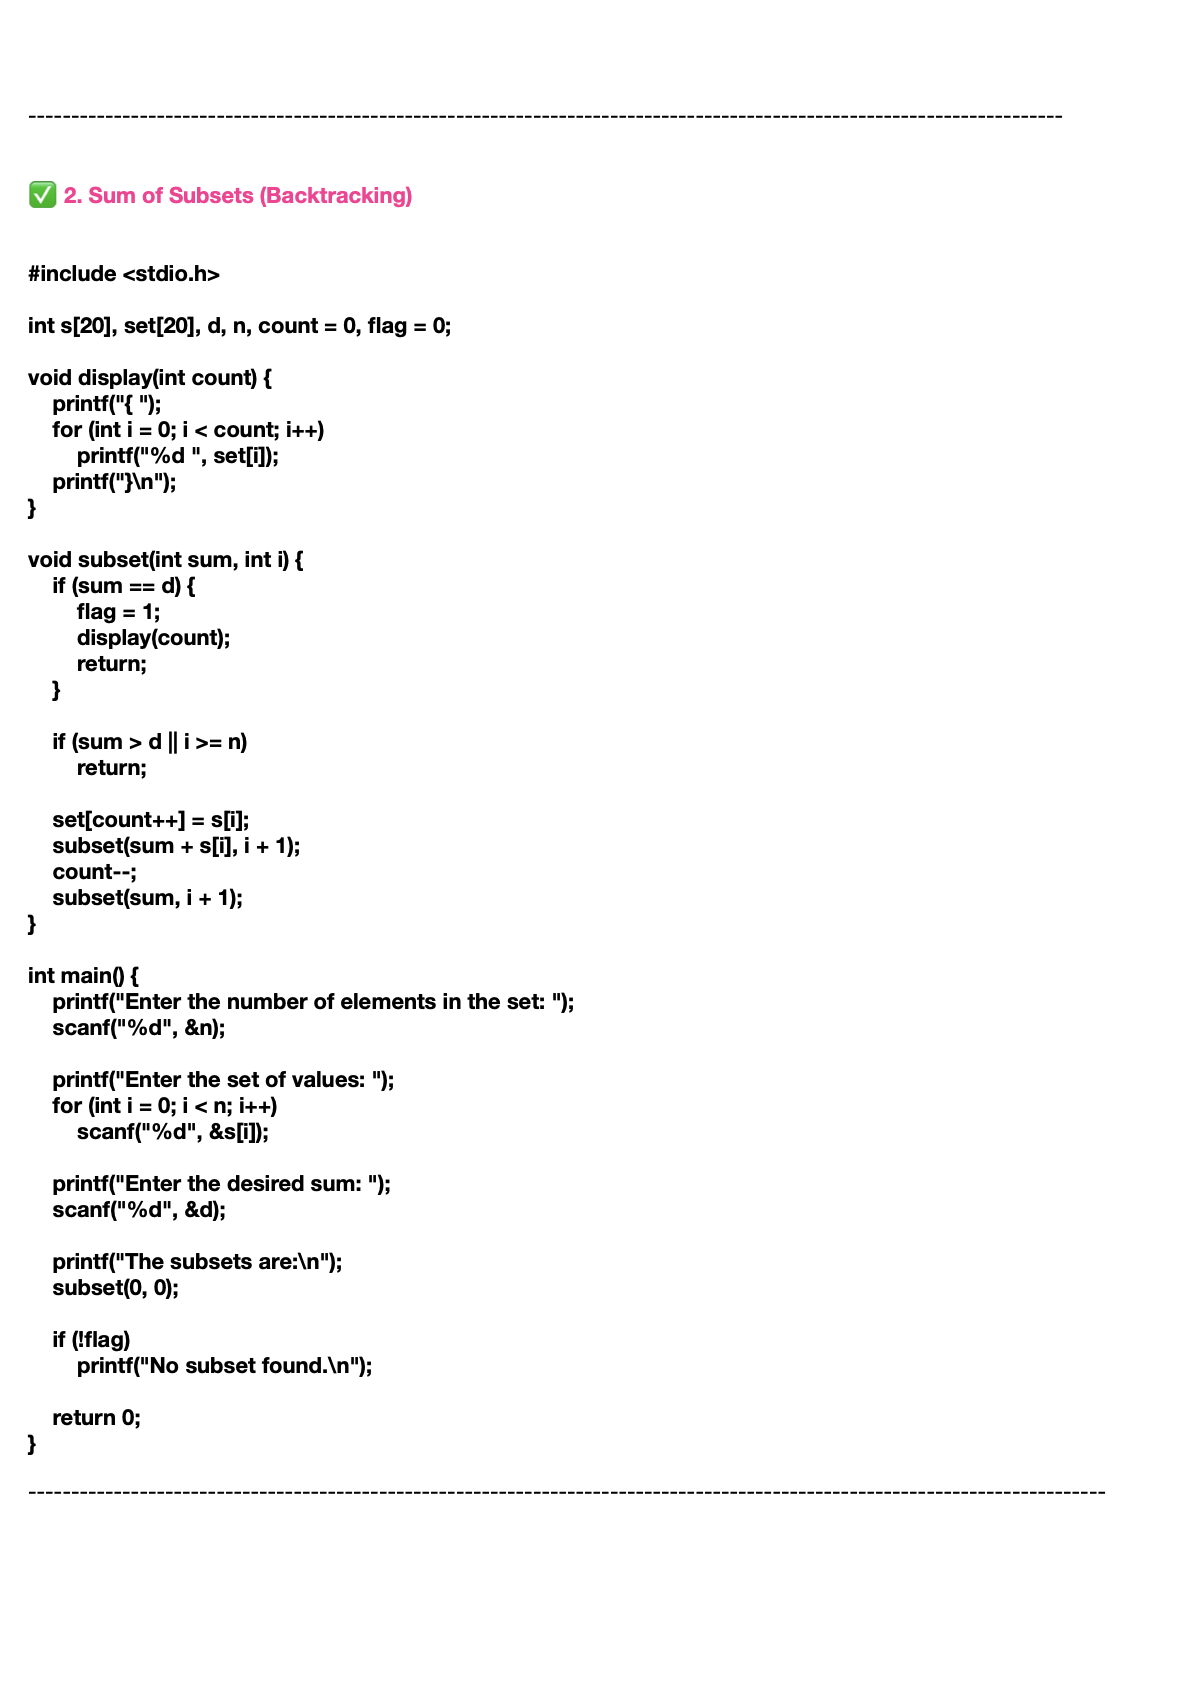 ------------------------------------------------------------------------------------------------------------------------
✅ 2. Sum of Subsets (Backtracking)
#include <stdio.h>
int s[20], set[20], d, n, count = 0, flag = 0;
void display(int count) {
    printf("{ ");
    for (int i = 0; i < count; i++)
        printf("%d ", set[i]);
    printf("}\n");
}
void subset(int sum, int i) {
    if (sum == d) {
        flag = 1;
        display(count);
        return;
    }
    if (sum > d || i >= n)
        return;
    set[count++] = s[i];
    subset(sum + s[i], i + 1);
    count--;
    subset(sum, i + 1);
}
int main() {
    printf("Enter the number of elements in the set: ");
    scanf("%d", &n);
    printf("Enter the set of values: ");
    for (int i = 0; i < n; i++)
        scanf("%d", &s[i]);
    printf("Enter the desired sum: ");
    scanf("%d", &d);
    printf("The subsets are:\n");
    subset(0, 0);
    if (!flag)
        printf("No subset found.\n");
    return 0;
}
-----------------------------------------------------------------------------------------------------------------------------